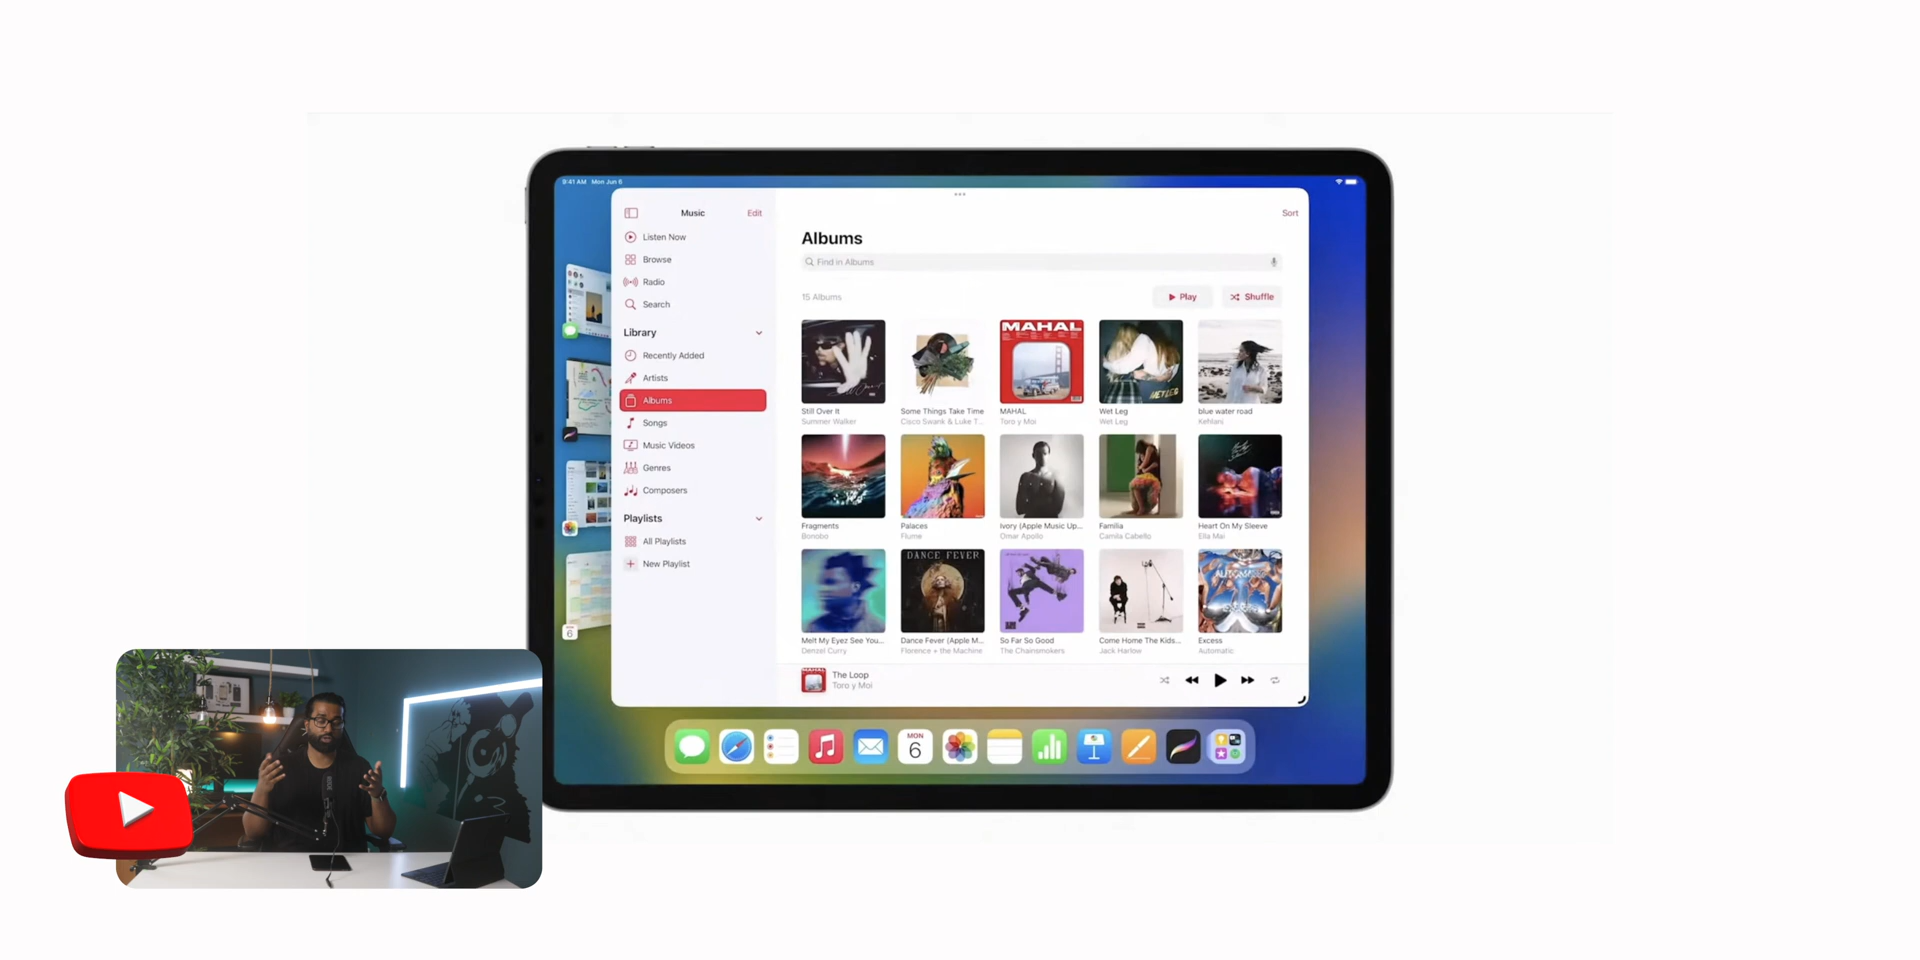 9:41 AM Mon Jun 6
Music
Edit
Listen Now
Browse
Radio
Search
Library
Recently Added
Artists
Albums
Songs
Music Videos
Genres
Composers
Playlists
All Playlists
New Playlist
Sort
Albums
Find in Albums
15 Albums
Play
Shuffle
MAHAL
Still Over It
Summer Walker
Some Things Take Time
Cisco Swank & Luke T...
MAHAL
Toro y Moi
Wet Leg
Wet Leg
blue water road
Kehlani
Fragments
Bonobo
Palaces
Flume
Ivory (Apple Music Up...
Omar Apollo
Familia
Camila Cabello
Heart On My Sleeve
Ella Mai
DANCE FEVER
Melt My Eyez See You...
Denzel Curry
Dance Fever (Apple M...
Florence + the Machine
So Far So Good
The Chainsmokers
Come Home The Kids...
Jack Harlow
Excess
Automatic
MAHAL
The Loop
Toro y Moi
6
MON
6